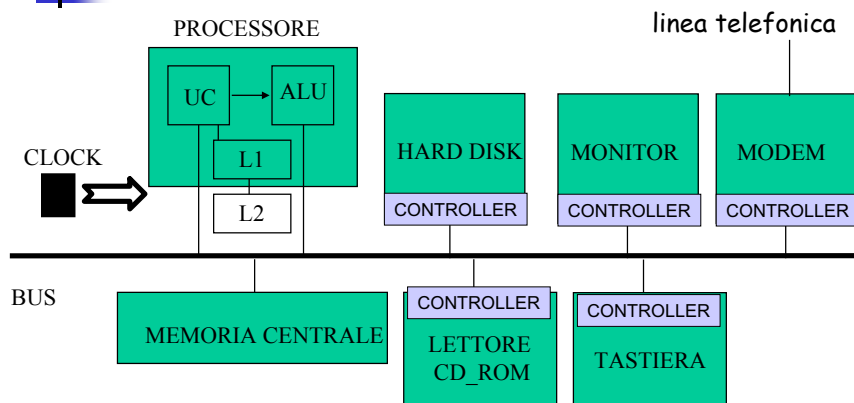 linea telefonica
PROCESSORE
UC
ALU
CLOCK
L1
L2
HARD DISK
CONTROLLER
MONITOR
CONTROLLER
MODEM
CONTROLLER
BUS
MEMORIA CENTRALE
CONTROLLER
LETTORE
CD_ROM
CONTROLLER
TASTIERA